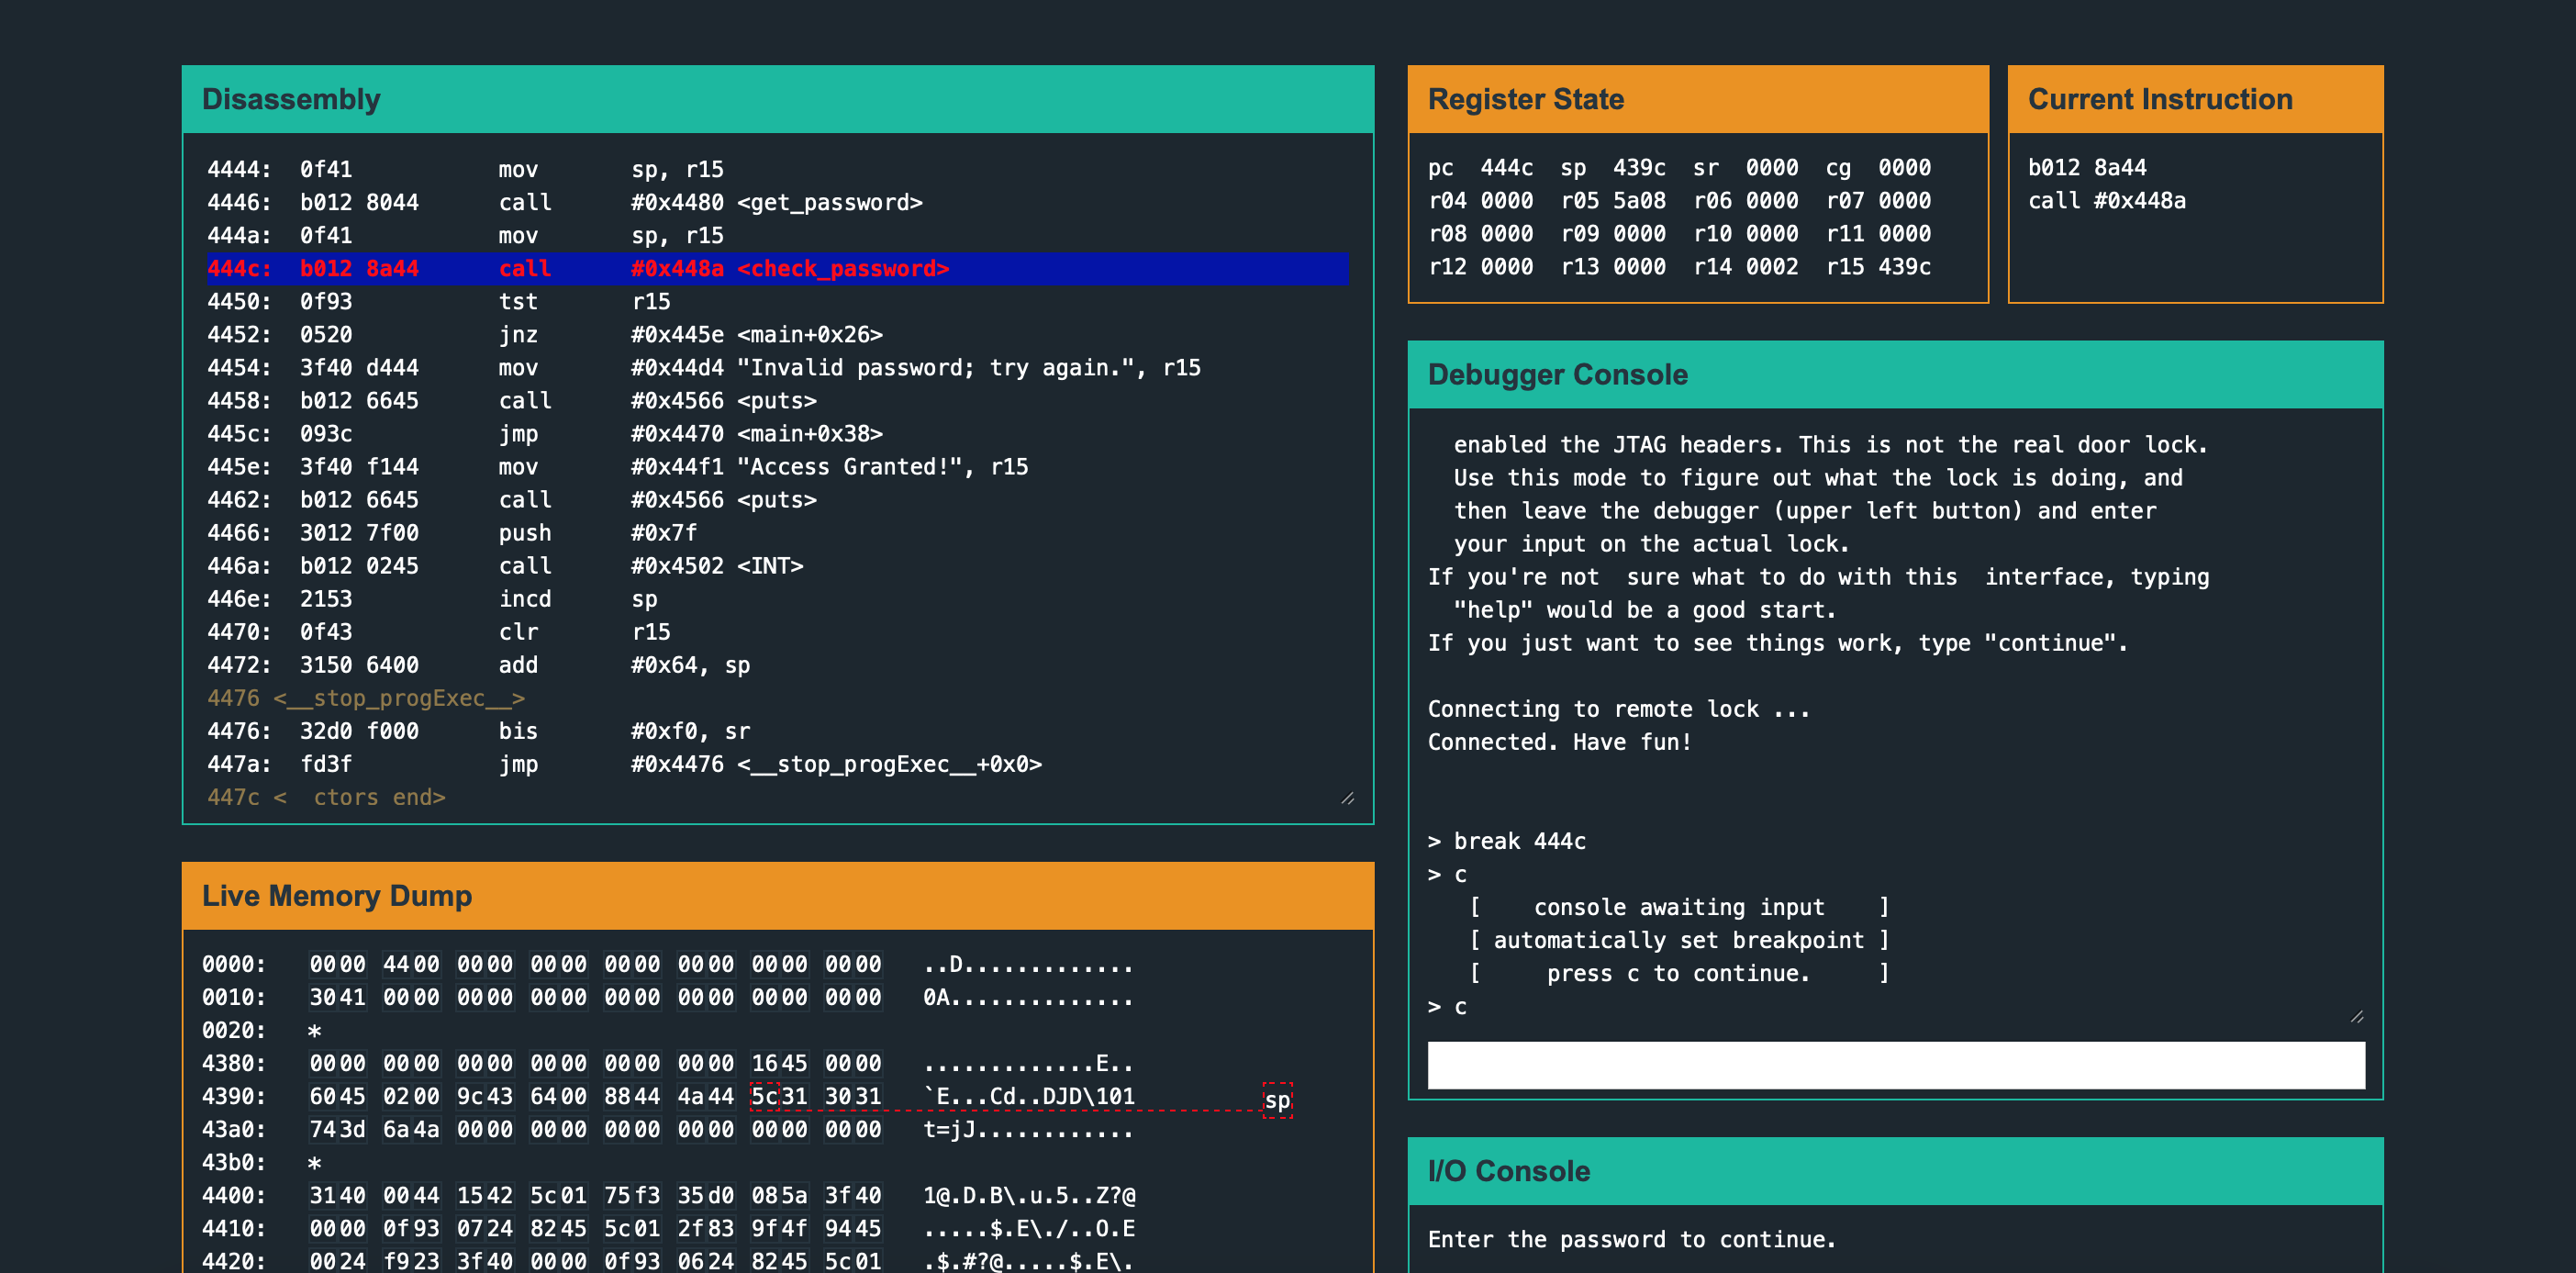 Disassembly
4444: 0f41 mov sp, r15
4446: b012 8044 call #0x4480 <get_password>
444a: 0f41 mov sp, r15
444c: b012 8a44 call #0x448a <check_password>
4450: 0f93 tst r15
4452: 0520 jnz #0x445e <main+0x26>
4454: 3f40 d444 mov #0x44d4 "Invalid password; try again.", r15
4458: b012 6645 call #0x4566 <puts>
445c: 093c jmp #0x4470 <main+0x38>
445e: 3f40 f144 mov #0x44f1 "Access Granted!", r15
4462: b012 6645 call #0x4566 <puts>
4466: 3012 7f00 push #0x7f
446a: b012 0245 call #0x4502 <INT>
446e: 2153 incd sp
4470: 0f43 clr r15
4472: 3150 6400 add #0x64, sp
4476 <__stop_progExec__>
4476: 32d0 f000 bis #0xf0, sr
447a: fd3f jmp #0x4476 <__stop_progExec__+0x0>
447c <  ctors end>
Live Memory Dump
0000: 0000 4400 0000 0000 0000 0000 0000 0000 ..D.............
0010: 3041 0000 0000 0000 0000 0000 0000 0000 0A..............
0020: *
4380: 0000 0000 0000 0000 0000 0000 1645 0000 .............E..
4390: 6045 0200 9c43 6400 8844 4a44 5c31 3031 `E...Cd..DJD\101 sp
43a0: 743d 6a4a 0000 0000 0000 0000 0000 0000 t=jJ............
43b0: *
4400: 3140 0044 1542 5c01 75f3 35d0 085a 3f40 1@.D.B\.u.5..Z?@
4410: 0000 0f93 0724 8245 5c01 2f83 9f4f 9445 .....$.E\./..O.E
4420: 0024 f923 3f40 0000 0f93 0624 8245 5c01 .$.#?@.....$.E\.
Register State
pc 444c sp 439c sr 0000 cg 0000
r04 0000 r05 5a08 r06 0000 r07 0000
r08 0000 r09 0000 r10 0000 r11 0000
r12 0000 r13 0000 r14 0002 r15 439c
Current Instruction
b012 8a44
call #0x448a
Debugger Console
enabled the JTAG headers. This is not the real door lock.
Use this mode to figure out what the lock is doing, and
then leave the debugger (upper left button) and enter
your input on the actual lock.
If you're not  sure what to do with this  interface, typing
"help" would be a good start.
If you just want to see things work, type "continue".
Connecting to remote lock ...
Connected. Have fun!
> break 444c
> c
[    console awaiting input    ]
[ automatically set breakpoint ]
[     press c to continue.     ]
> c
I/O Console
Enter the password to continue.